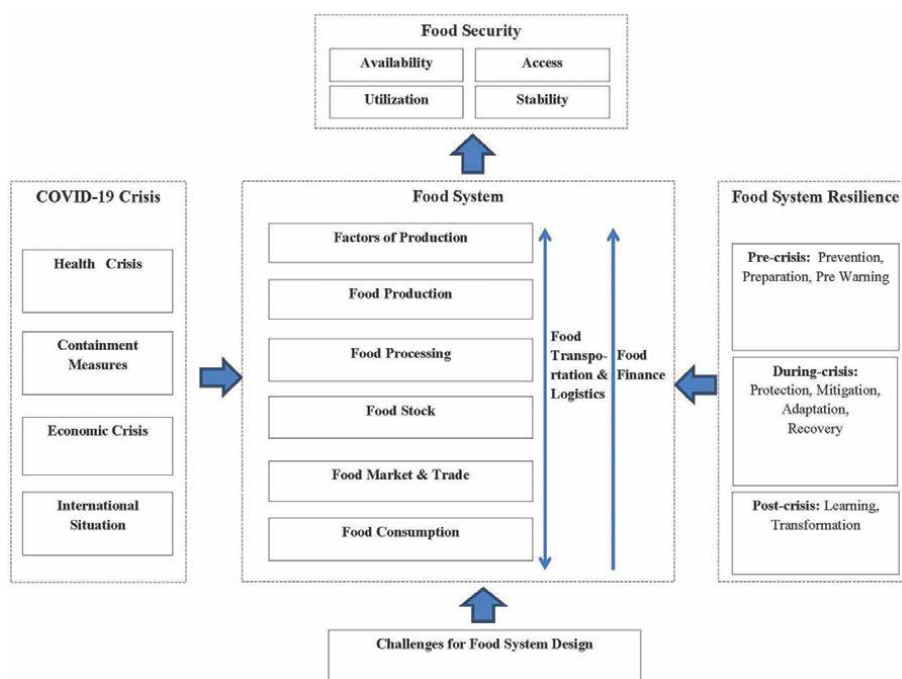 Food Security
Availability
Access
Utilization
Stability
COVID-19 Crisis
Health Crisis
Containment
Measures
Economic Crisis
International
Situation
Food System
Factors of Production
Food Production
Food Processing
Food Stock
Food Market & Trade
Food Consumption
Food
Transpo-
rtation &
Logistics
Food
Finance
Food System Resilience
Pre-crisis: Prevention,
Preparation, Pre Warning
During-crisis:
Protection, Mitigation,
Adaptation,
Recovery
Post-crisis: Learning,
Transformation
Challenges for Food System Design